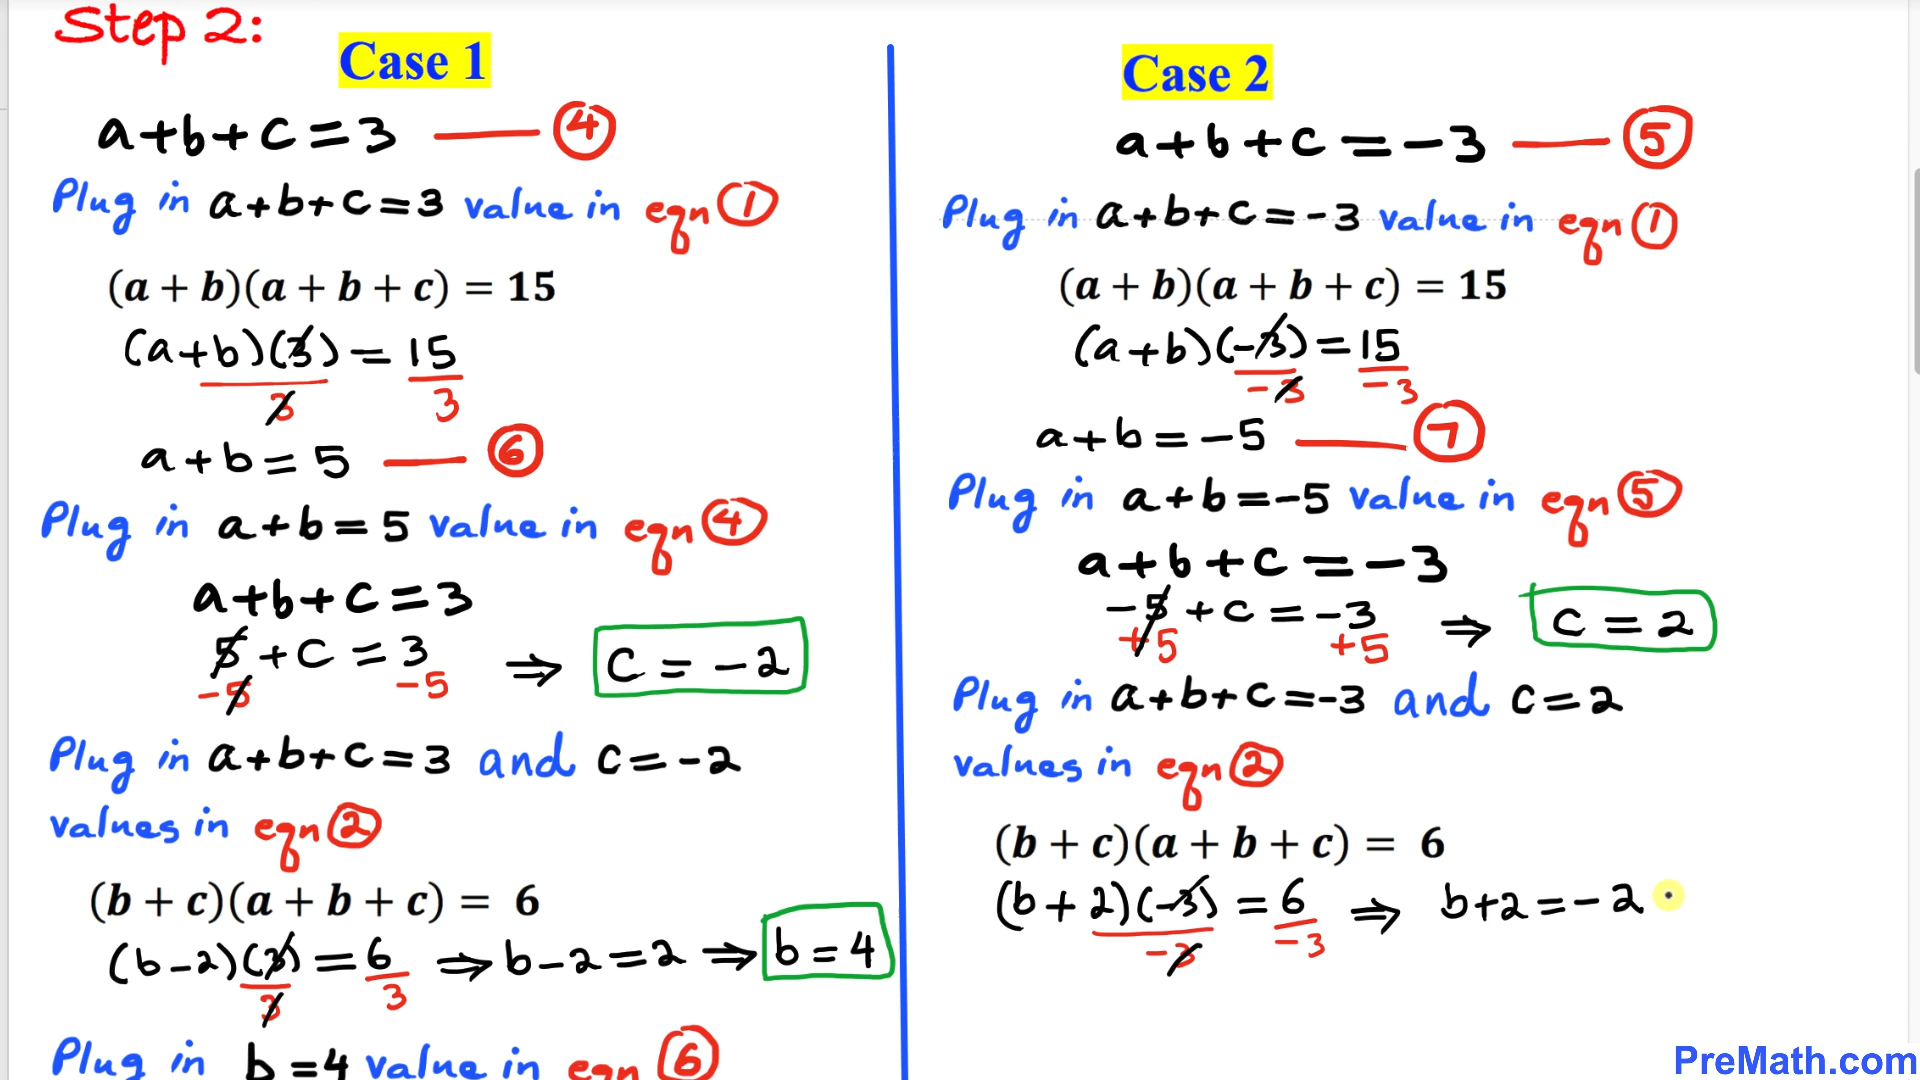 Step 2:
Case 1
a+b+c=3 —— ④
Plug in a+b+c=3 value in eqn ①
(a + b)(a + b + c) = 15
(a+b)(3) = 15
3 3
a+b=5 —— ⑥
Plug in a+b=5 value in eqn ④
a+b+c=3
5+c=3
-5 -5 ⇒ C=-2
Plug in a+b+c=3 and c=-2
values in eqn ②
(b + c)(a + b + c) = 6
(b-2)(3) = 6 ⇒ b-2=2 ⇒ b=4
3 3
Plug in b=4 value in eqn ⑥
Case 2
a+b+c=-3 —— ⑤
Plug in a+b+c=-3 value in eqn ①
(a + b)(a + b + c) = 15
(a+b)(-3) = 15
-3 -3
a+b=-5 —— ⑦
Plug in a+b=-5 value in eqn ⑤
a+b+c=-3
-5+c=-3
+5 +5 ⇒ c=2
Plug in a+b+c=-3 and c=2
values in eqn ②
(b + c)(a + b + c) = 6
(b+2)(-3) = 6 ⇒ b+2=-2
-3 -3
PreMath.com